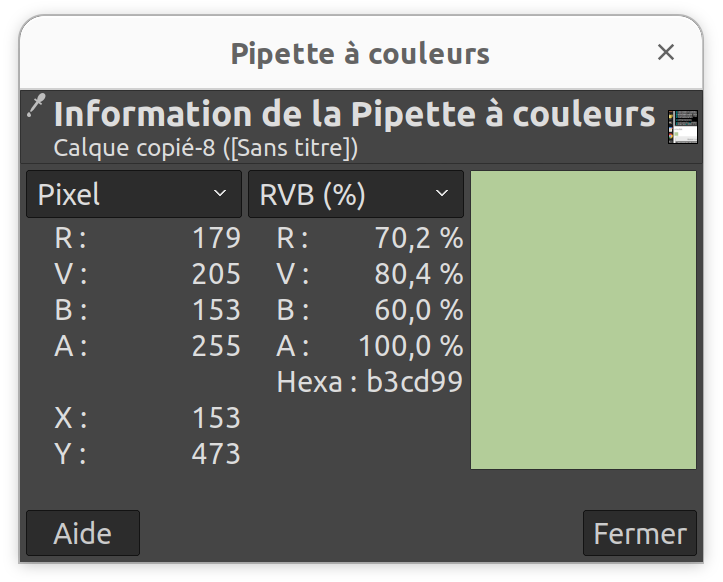 Pipette à couleurs
Information de la Pipette à couleurs
Calque copié-8 ([Sans titre])
Pixel RVB (%)
R : 179 R : 70,2 %
V : 205 V : 80,4 %
B : 153 B : 60,0 %
A : 255 A : 100,0 %
Hexa : b3cd99
X : 153
Y : 473
Aide Fermer